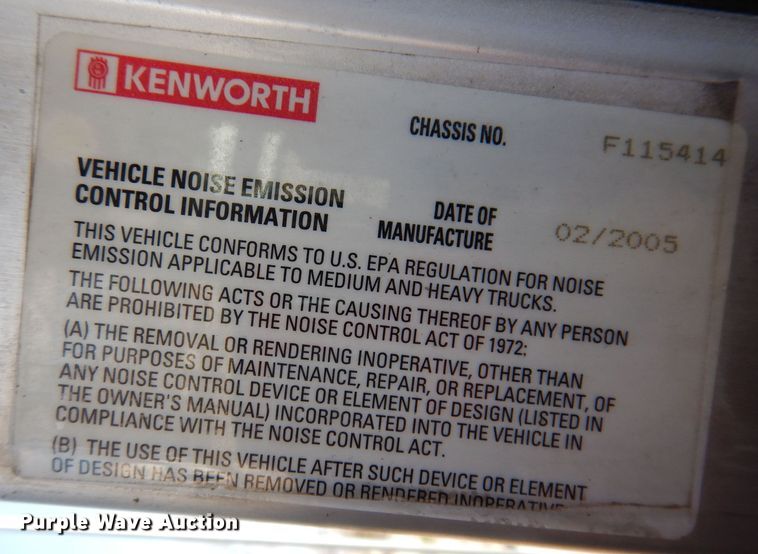 KENWORTH
CHASSIS NO. F115414
VEHICLE NOISE EMISSION
CONTROL INFORMATION
DATE OF
MANUFACTURE 02/2005
THIS VEHICLE CONFORMS TO U.S. EPA REGULATION FOR NOISE
EMISSION APPLICABLE TO MEDIUM AND HEAVY TRUCKS.
THE FOLLOWING ACTS OR THE CAUSING THEREOF BY ANY PERSON
ARE PROHIBITED BY THE NOISE CONTROL ACT OF 1972:
(A) THE REMOVAL OR RENDERING INOPERATIVE, OTHER THAN
FOR PURPOSES OF MAINTENANCE, REPAIR, OR REPLACEMENT, OF
ANY NOISE CONTROL DEVICE OR ELEMENT OF DESIGN (LISTED IN
THE OWNER'S MANUAL) INCORPORATED INTO THE VEHICLE IN
COMPLIANCE WITH THE NOISE CONTROL ACT.
(B) THE USE OF THIS VEHICLE AFTER SUCH DEVICE OR ELEMENT
OF DESIGN HAS BEEN REMOVED OR RENDERED INOPERATIVE
Purple Wave Auction